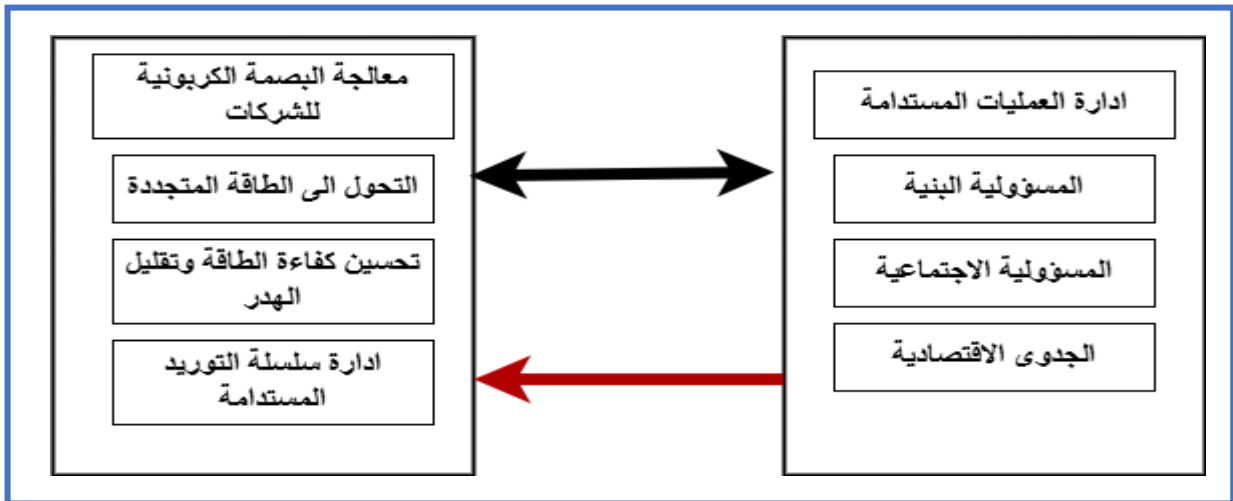 ادارة العمليات المستدامة
المسؤولية البنية
المسؤولية الاجتماعية
الجدوى الاقتصادية
معالجة البصمة الكربونية
للشركات
التحول الى الطاقة المتجددة
تحسين كفاءة الطاقة وتقليل
الهدر
ادارة سلسلة التوريد
المستدامة